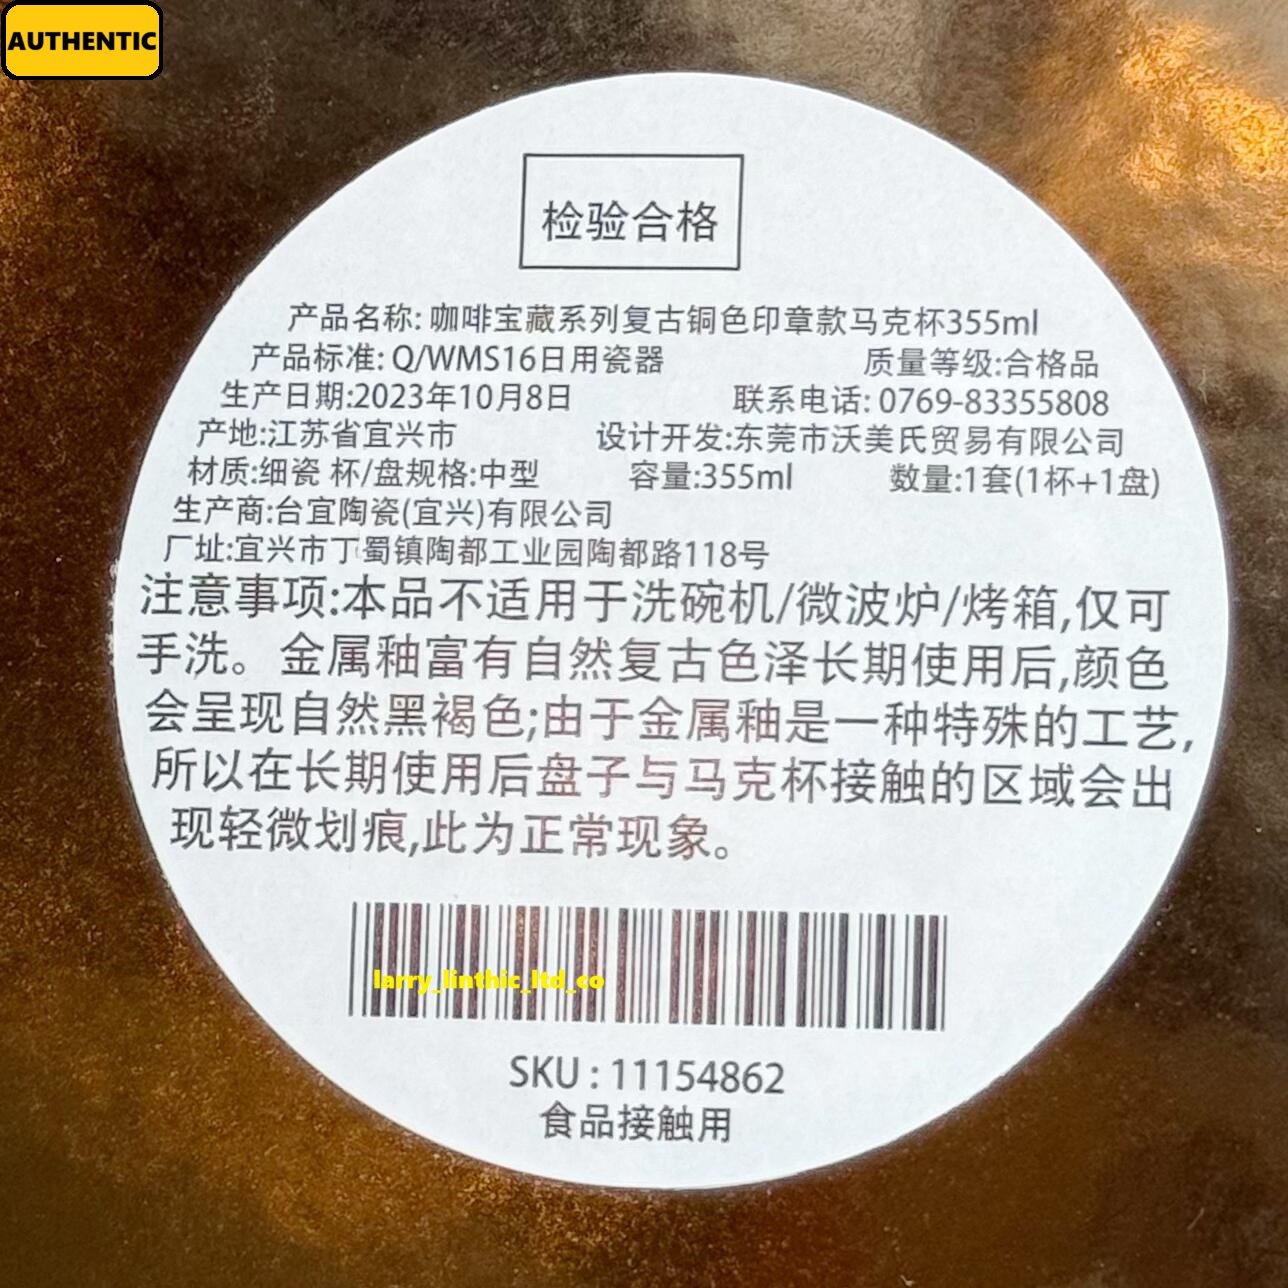 AUTHENTIC
检验合格
产品名称: 咖啡宝藏系列复古铜色印章款马克杯355ml
产品标准: Q/WMS16日用瓷器 质量等级:合格品
生产日期:2023年10月8日 联系电话: 0769-83355808
产地:江苏省宜兴市 设计开发:东莞市沃美氏贸易有限公司
材质:细瓷 杯/盘规格:中型 容量:355ml 数量:1套(1杯+1盘)
生产商:台宜陶瓷(宜兴)有限公司
厂址:宜兴市丁蜀镇陶都工业园陶都路118号
注意事项:本品不适用于洗碗机/微波炉/烤箱,仅可
手洗。金属釉富有自然复古色泽长期使用后,颜色
会呈现自然黑褐色;由于金属釉是一种特殊的工艺,
所以在长期使用后盘子与马克杯接触的区域会出
现轻微划痕,此为正常现象。
larry_linthic_ltd_co
SKU : 11154862
食品接触用